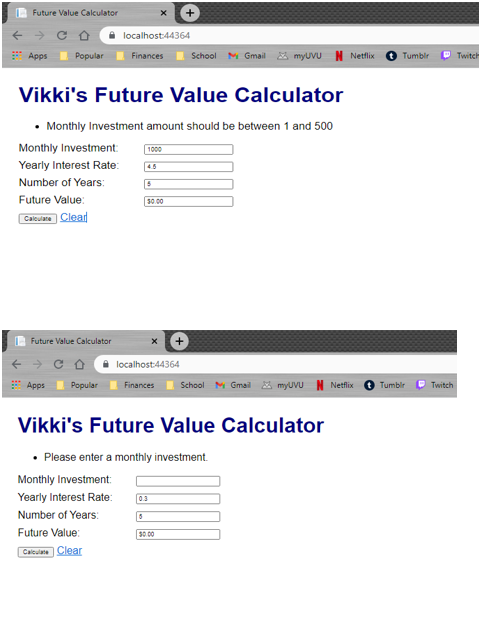 Future Value Calculator
localhost:44364
Apps Popular Finances School Gmail myUVU Netflix Tumblr Twitch
Vikki's Future Value Calculator
• Monthly Investment amount should be between 1 and 500
Monthly Investment: 1000
Yearly Interest Rate: 4.5
Number of Years: 5
Future Value: $0.00
Calculate Clear
Future Value Calculator
localhost:44364
Apps Popular Finances School Gmail myUVU Netflix Tumblr Twitch
Vikki's Future Value Calculator
• Please enter a monthly investment.
Monthly Investment:
Yearly Interest Rate: 0.3
Number of Years: 5
Future Value: $0.00
Calculate Clear